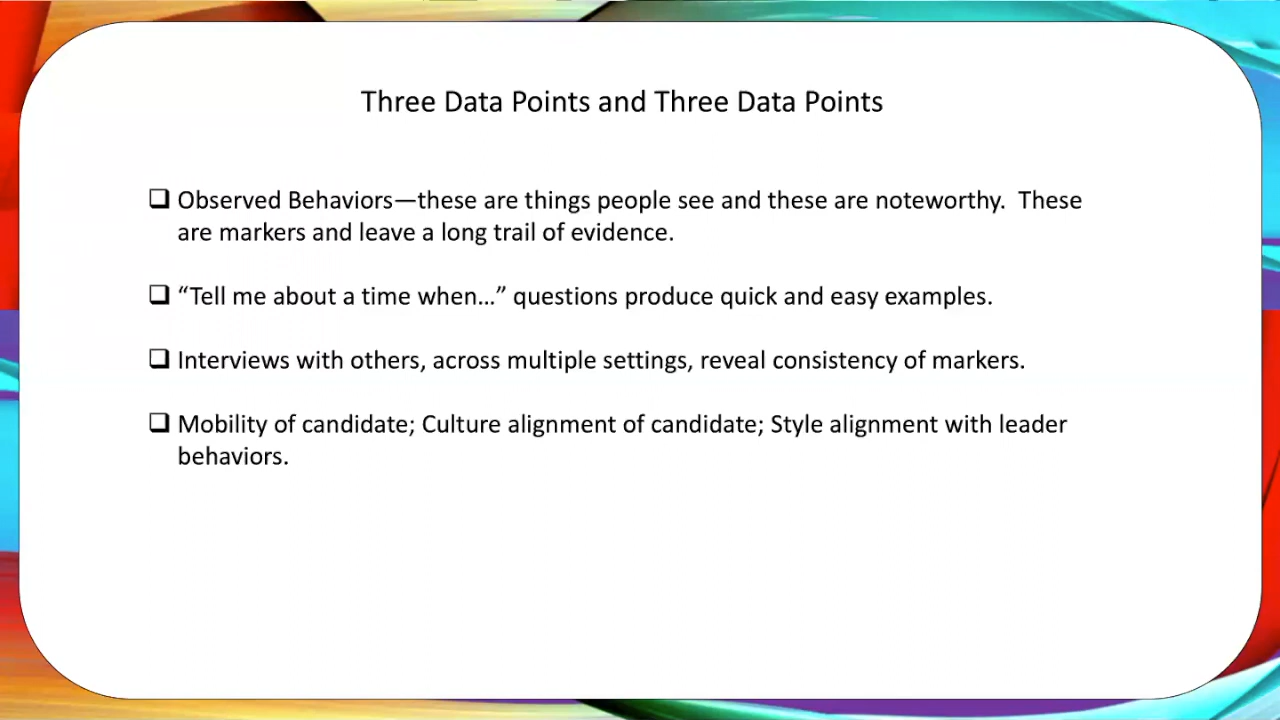 Three Data Points and Three Data Points
❑ Observed Behaviors—these are things people see and these are noteworthy.  These
are markers and leave a long trail of evidence.
❑ “Tell me about a time when…” questions produce quick and easy examples.
❑ Interviews with others, across multiple settings, reveal consistency of markers.
❑ Mobility of candidate; Culture alignment of candidate; Style alignment with leader
behaviors.